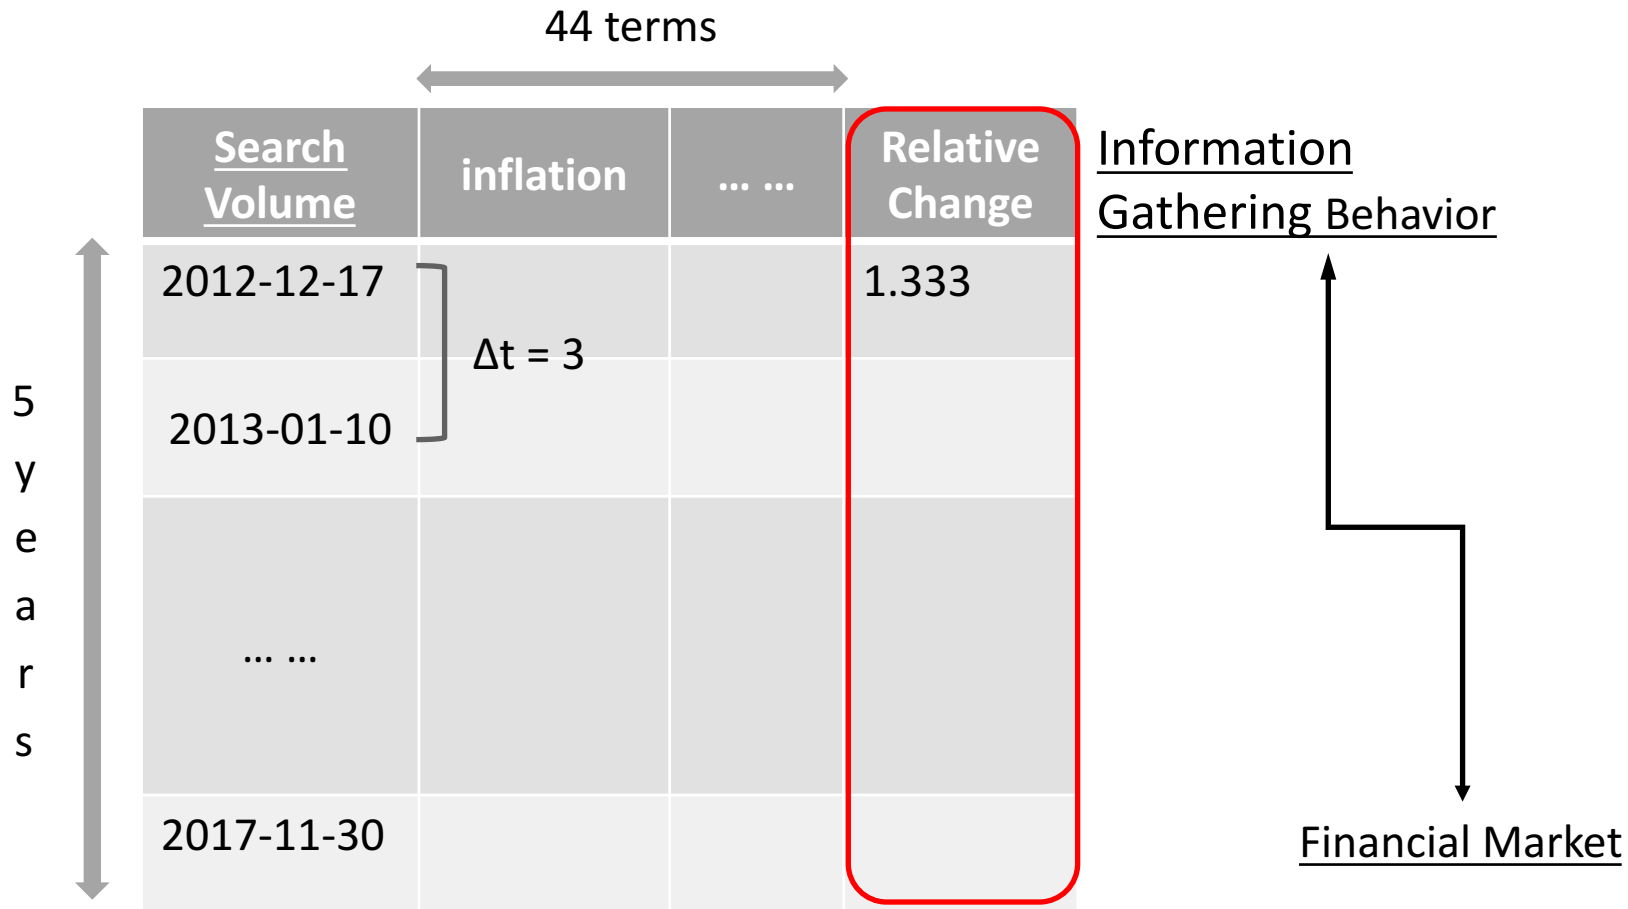 44 terms
Search
Volume
inflation
... ...
Relative
Change
Information
Gathering Behavior
2012-12-17
1.333
Δt = 3
2013-01-10
5
y
e
a
r
s
... ...
2017-11-30
Financial Market